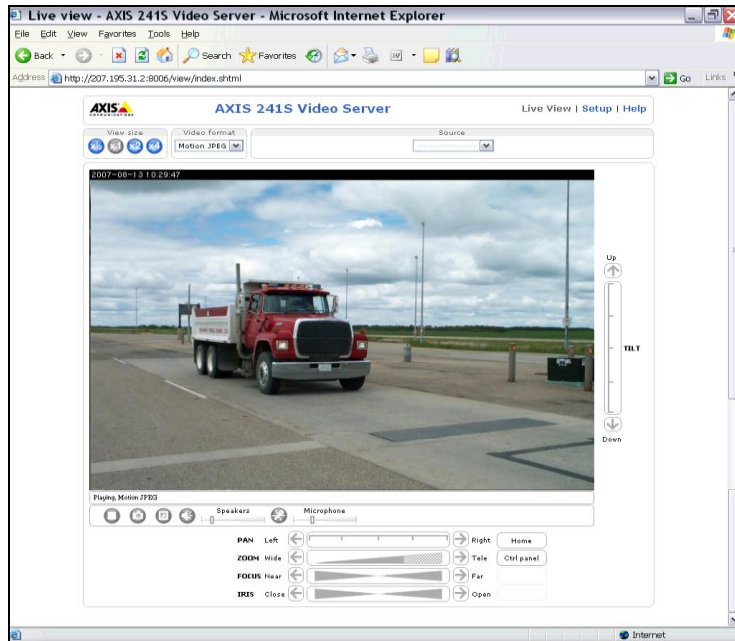 Live view - AXIS 241S Video Server - Microsoft Internet Explorer
File Edit View Favorites Tools Help
Back Search Favorites
Address http://207.195.31.2:8006/view/index.shtml Go Links
AXIS COMMUNICATIONS AXIS 241S Video Server Live View | Setup | Help
View size Video format Source
x1 x2 x4 Motion JPEG
2007-08-13 10:29:47
Up
TILT
Down
Playing, Motion JPEG
Speakers Microphone
PAN Left Right Home
ZOOM Wide Tele Ctrl panel
FOCUS Near Far
IRIS Close Open
Internet